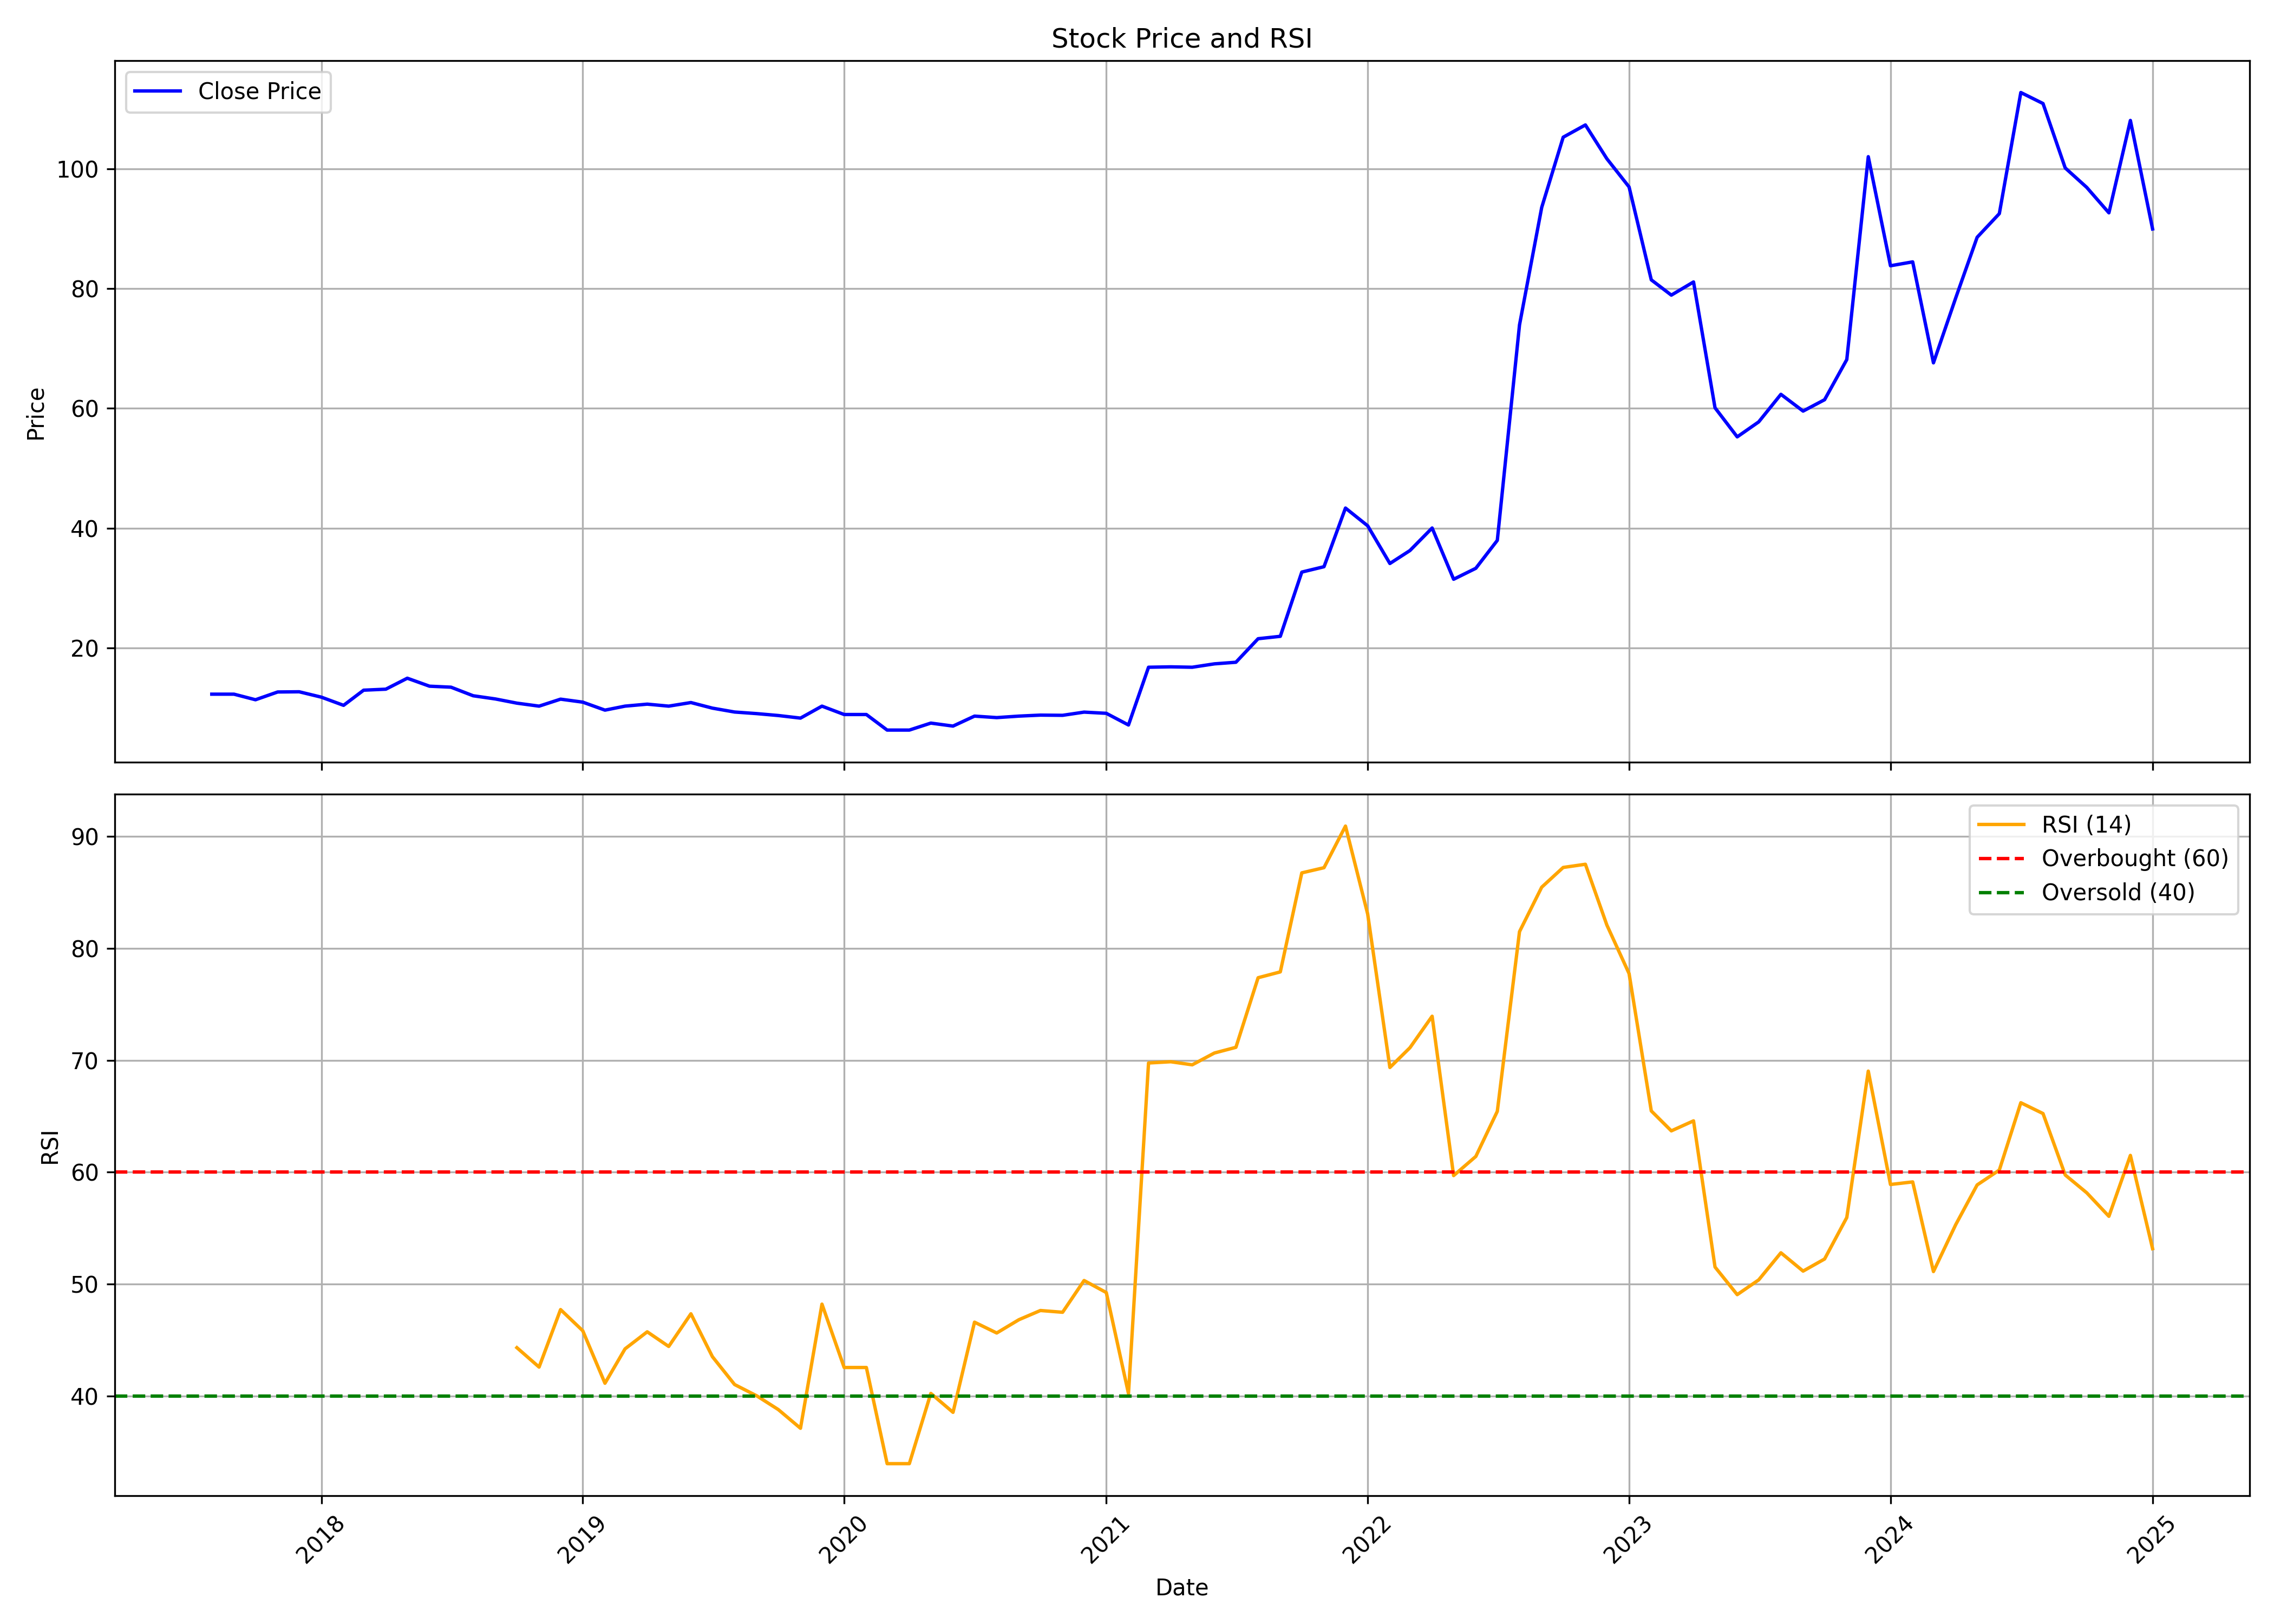 Stock Price and RSI
Close Price
100
80
60
40
20
Price
RSI (14)
Overbought (60)
Oversold (40)
90
80
70
60
50
40
RSI
2018
2019
2020
2021
2022
2023
2024
2025
Date